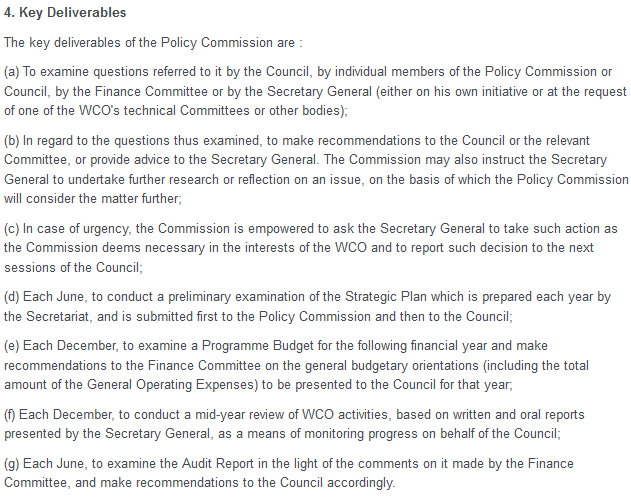 4. Key Deliverables
The key deliverables of the Policy Commission are :
(a) To examine questions referred to it by the Council, by individual members of the Policy Commission or
Council, by the Finance Committee or by the Secretary General (either on his own initiative or at the request
of one of the WCO's technical Committees or other bodies);
(b) In regard to the questions thus examined, to make recommendations to the Council or the relevant
Committee, or provide advice to the Secretary General. The Commission may also instruct the Secretary
General to undertake further research or reflection on an issue, on the basis of which the Policy Commission
will consider the matter further;
(c) In case of urgency, the Commission is empowered to ask the Secretary General to take such action as
the Commission deems necessary in the interests of the WCO and to report such decision to the next
sessions of the Council;
(d) Each June, to conduct a preliminary examination of the Strategic Plan which is prepared each year by
the Secretariat, and is submitted first to the Policy Commission and then to the Council;
(e) Each December, to examine a Programme Budget for the following financial year and make
recommendations to the Finance Committee on the general budgetary orientations (including the total
amount of the General Operating Expenses) to be presented to the Council for that year;
(f) Each December, to conduct a mid-year review of WCO activities, based on written and oral reports
presented by the Secretary General, as a means of monitoring progress on behalf of the Council;
(g) Each June, to examine the Audit Report in the light of the comments on it made by the Finance
Committee, and make recommendations to the Council accordingly.